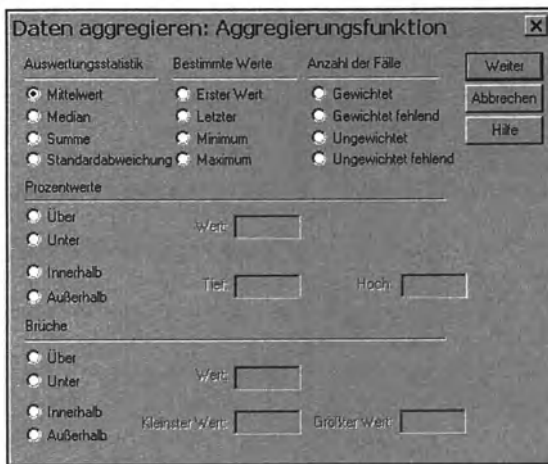 Daten aggregieren: Aggregierungsfunktion
Auswertungsstatistik Bestimmte Werte Anzahl der Fälle Weiter
Mittelwert Erster Wert Gewichtet Abbrechen
Median Letzter Gewichtet fehlend Hilfe
Summe Minimum Ungewichtet
Standardabweichung Maximum Ungewichtet fehlend
Prozentwerte
Über
Wert:
Unter
Innerhalb
Tief: Hoch:
Außerhalb
Brüche
Über
Wert:
Unter
Innerhalb
Kleinster Wert: Größter Wert:
Außerhalb